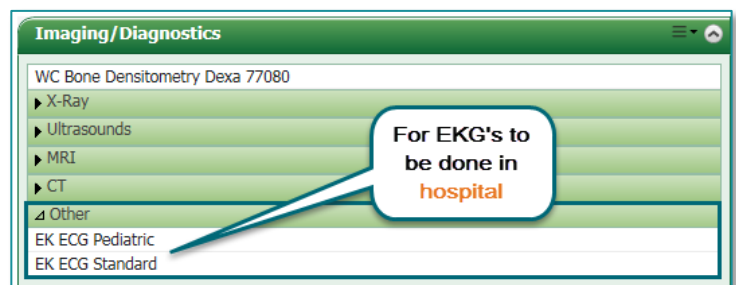 Imaging/Diagnostics
WC Bone Densitometry Dexa 77080
X-Ray
Ultrasounds
MRI
CT
Other
EK ECG Pediatric
EK ECG Standard
For EKG's to
be done in
hospital